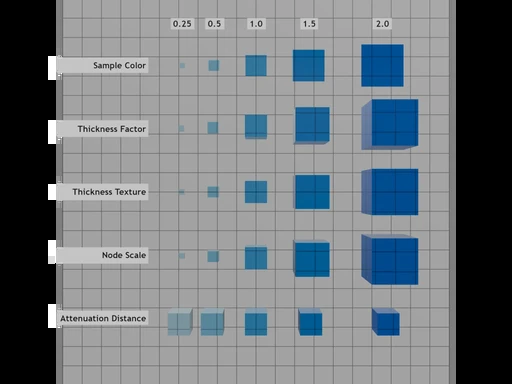 0.25 0.5 1.0 1.5 2.0
Sample Color
Thickness Factor
Thickness Texture
Node Scale
Attenuation Distance